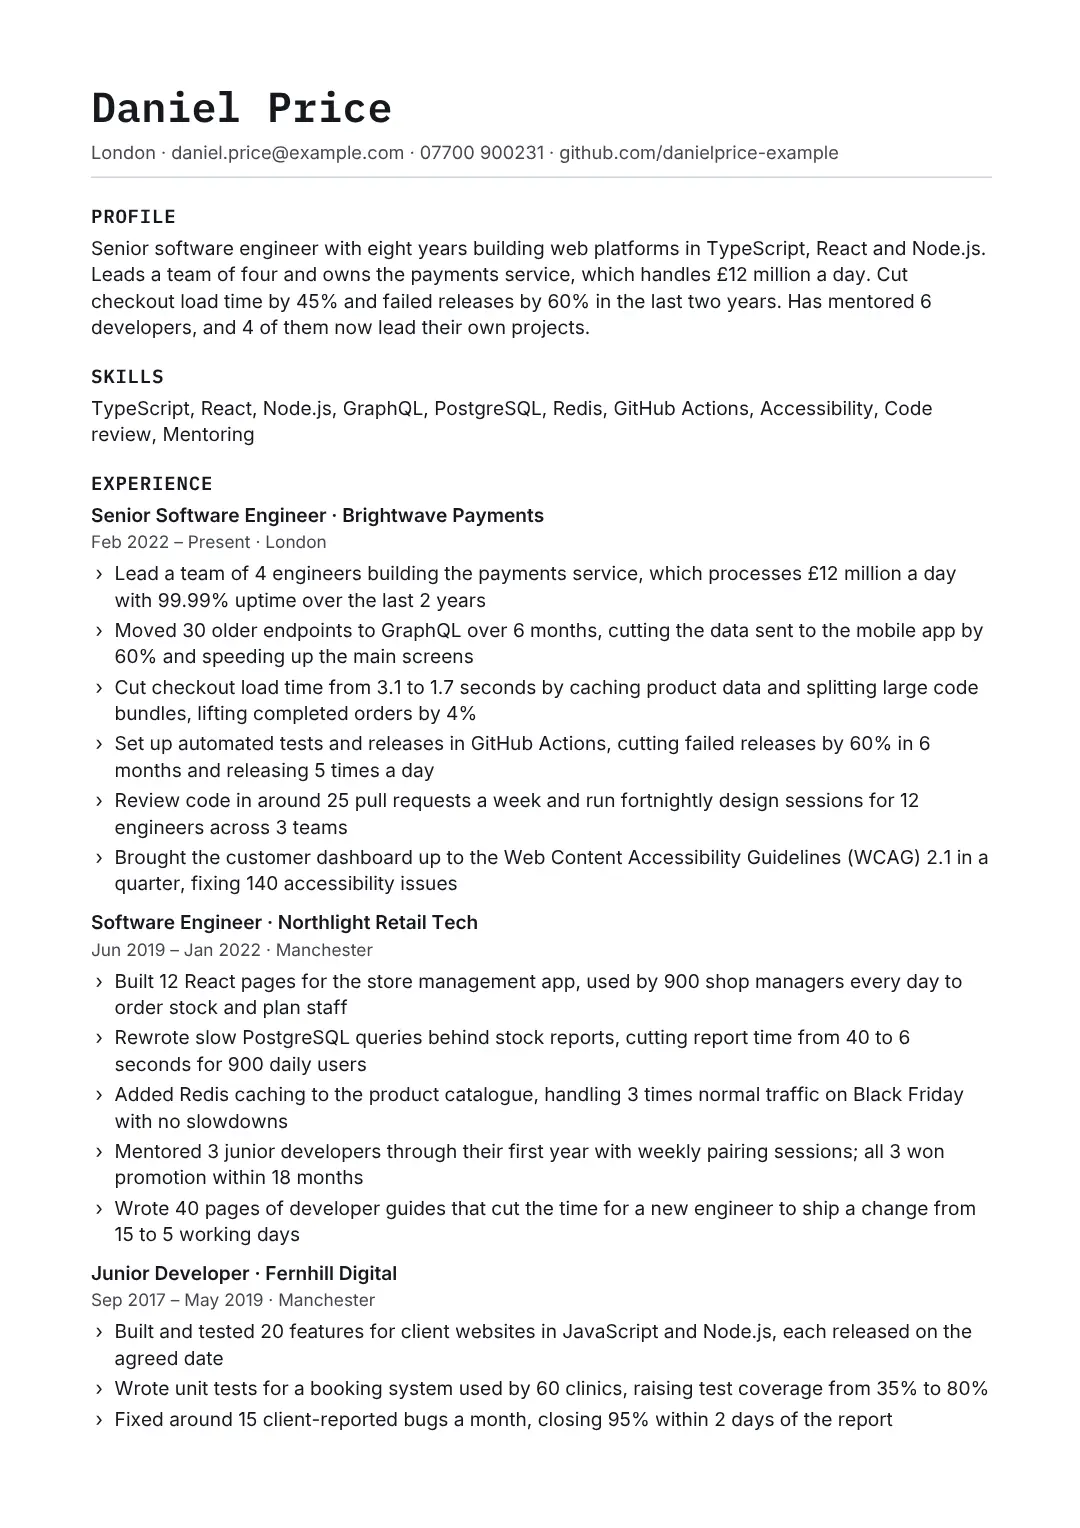 Daniel Price
London · daniel.price@example.com · 07700 900231 · github.com/danielprice-example
PROFILE
Senior software engineer with eight years building web platforms in TypeScript, React and Node.js.
Leads a team of four and owns the payments service, which handles £12 million a day. Cut
checkout load time by 45% and failed releases by 60% in the last two years. Has mentored 6
developers, and 4 of them now lead their own projects.
SKILLS
TypeScript, React, Node.js, GraphQL, PostgreSQL, Redis, GitHub Actions, Accessibility, Code
review, Mentoring
EXPERIENCE
Senior Software Engineer · Brightwave Payments
Feb 2022 – Present · London
› Lead a team of 4 engineers building the payments service, which processes £12 million a day
with 99.99% uptime over the last 2 years
› Moved 30 older endpoints to GraphQL over 6 months, cutting the data sent to the mobile app by
60% and speeding up the main screens
› Cut checkout load time from 3.1 to 1.7 seconds by caching product data and splitting large code
bundles, lifting completed orders by 4%
› Set up automated tests and releases in GitHub Actions, cutting failed releases by 60% in 6
months and releasing 5 times a day
› Review code in around 25 pull requests a week and run fortnightly design sessions for 12
engineers across 3 teams
› Brought the customer dashboard up to the Web Content Accessibility Guidelines (WCAG) 2.1 in a
quarter, fixing 140 accessibility issues
Software Engineer · Northlight Retail Tech
Jun 2019 – Jan 2022 · Manchester
› Built 12 React pages for the store management app, used by 900 shop managers every day to
order stock and plan staff
› Rewrote slow PostgreSQL queries behind stock reports, cutting report time from 40 to 6
seconds for 900 daily users
› Added Redis caching to the product catalogue, handling 3 times normal traffic on Black Friday
with no slowdowns
› Mentored 3 junior developers through their first year with weekly pairing sessions; all 3 won
promotion within 18 months
› Wrote 40 pages of developer guides that cut the time for a new engineer to ship a change from
15 to 5 working days
Junior Developer · Fernhill Digital
Sep 2017 – May 2019 · Manchester
› Built and tested 20 features for client websites in JavaScript and Node.js, each released on the
agreed date
› Wrote unit tests for a booking system used by 60 clinics, raising test coverage from 35% to 80%
› Fixed around 15 client-reported bugs a month, closing 95% within 2 days of the report